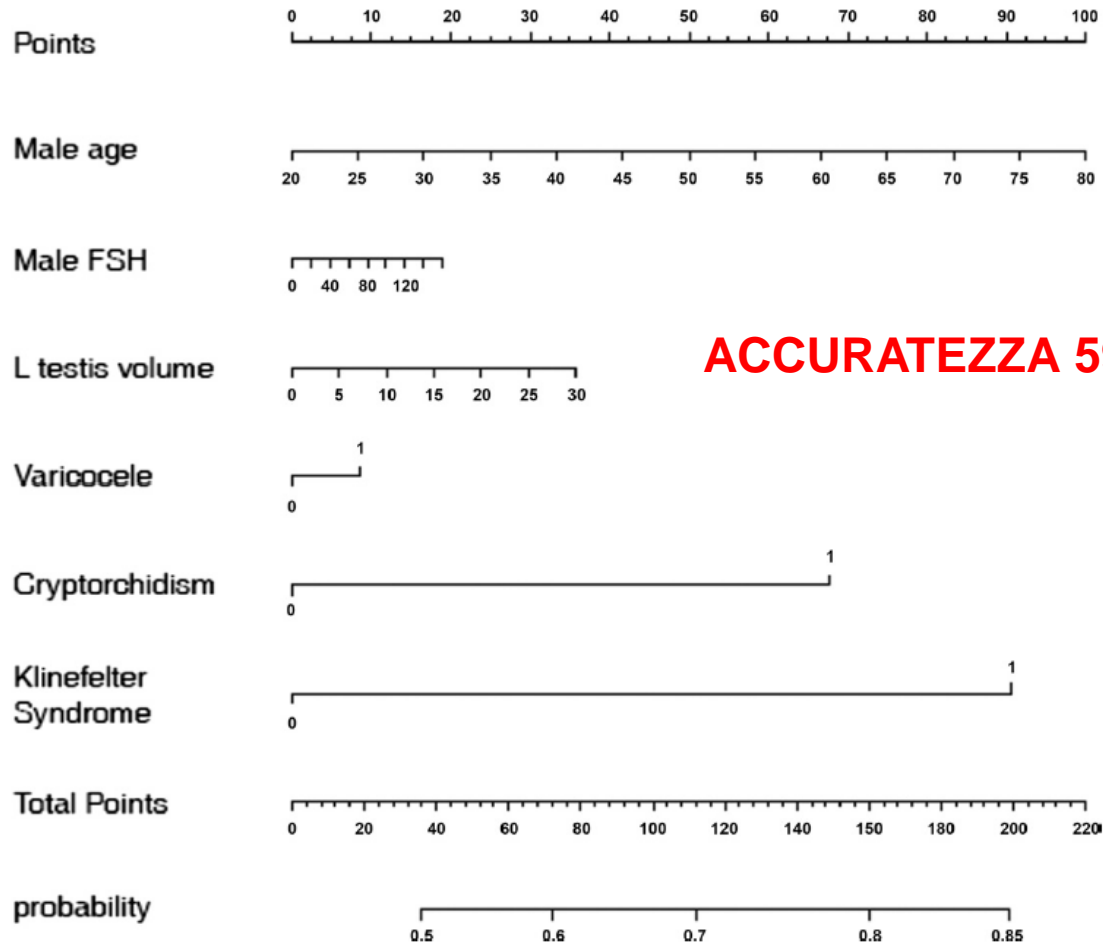 0 10 20 30 40 50 60 70 80 90 100
Points
Male age
20 25 30 35 40 45 50 55 60 65 70 75 80
Male FSH
0 40 80 120
L testis volume
ACCURATEZZA
0 5 10 15 20 25 30
1
Varicocele
0
1
Cryptorchidism
0
Klinefelter
1
Syndrome
0
Total Points
0 20 40 60 80 100 120 140 150 180 200 220
probability
0.5 0.6 0.7 0.8 0.85